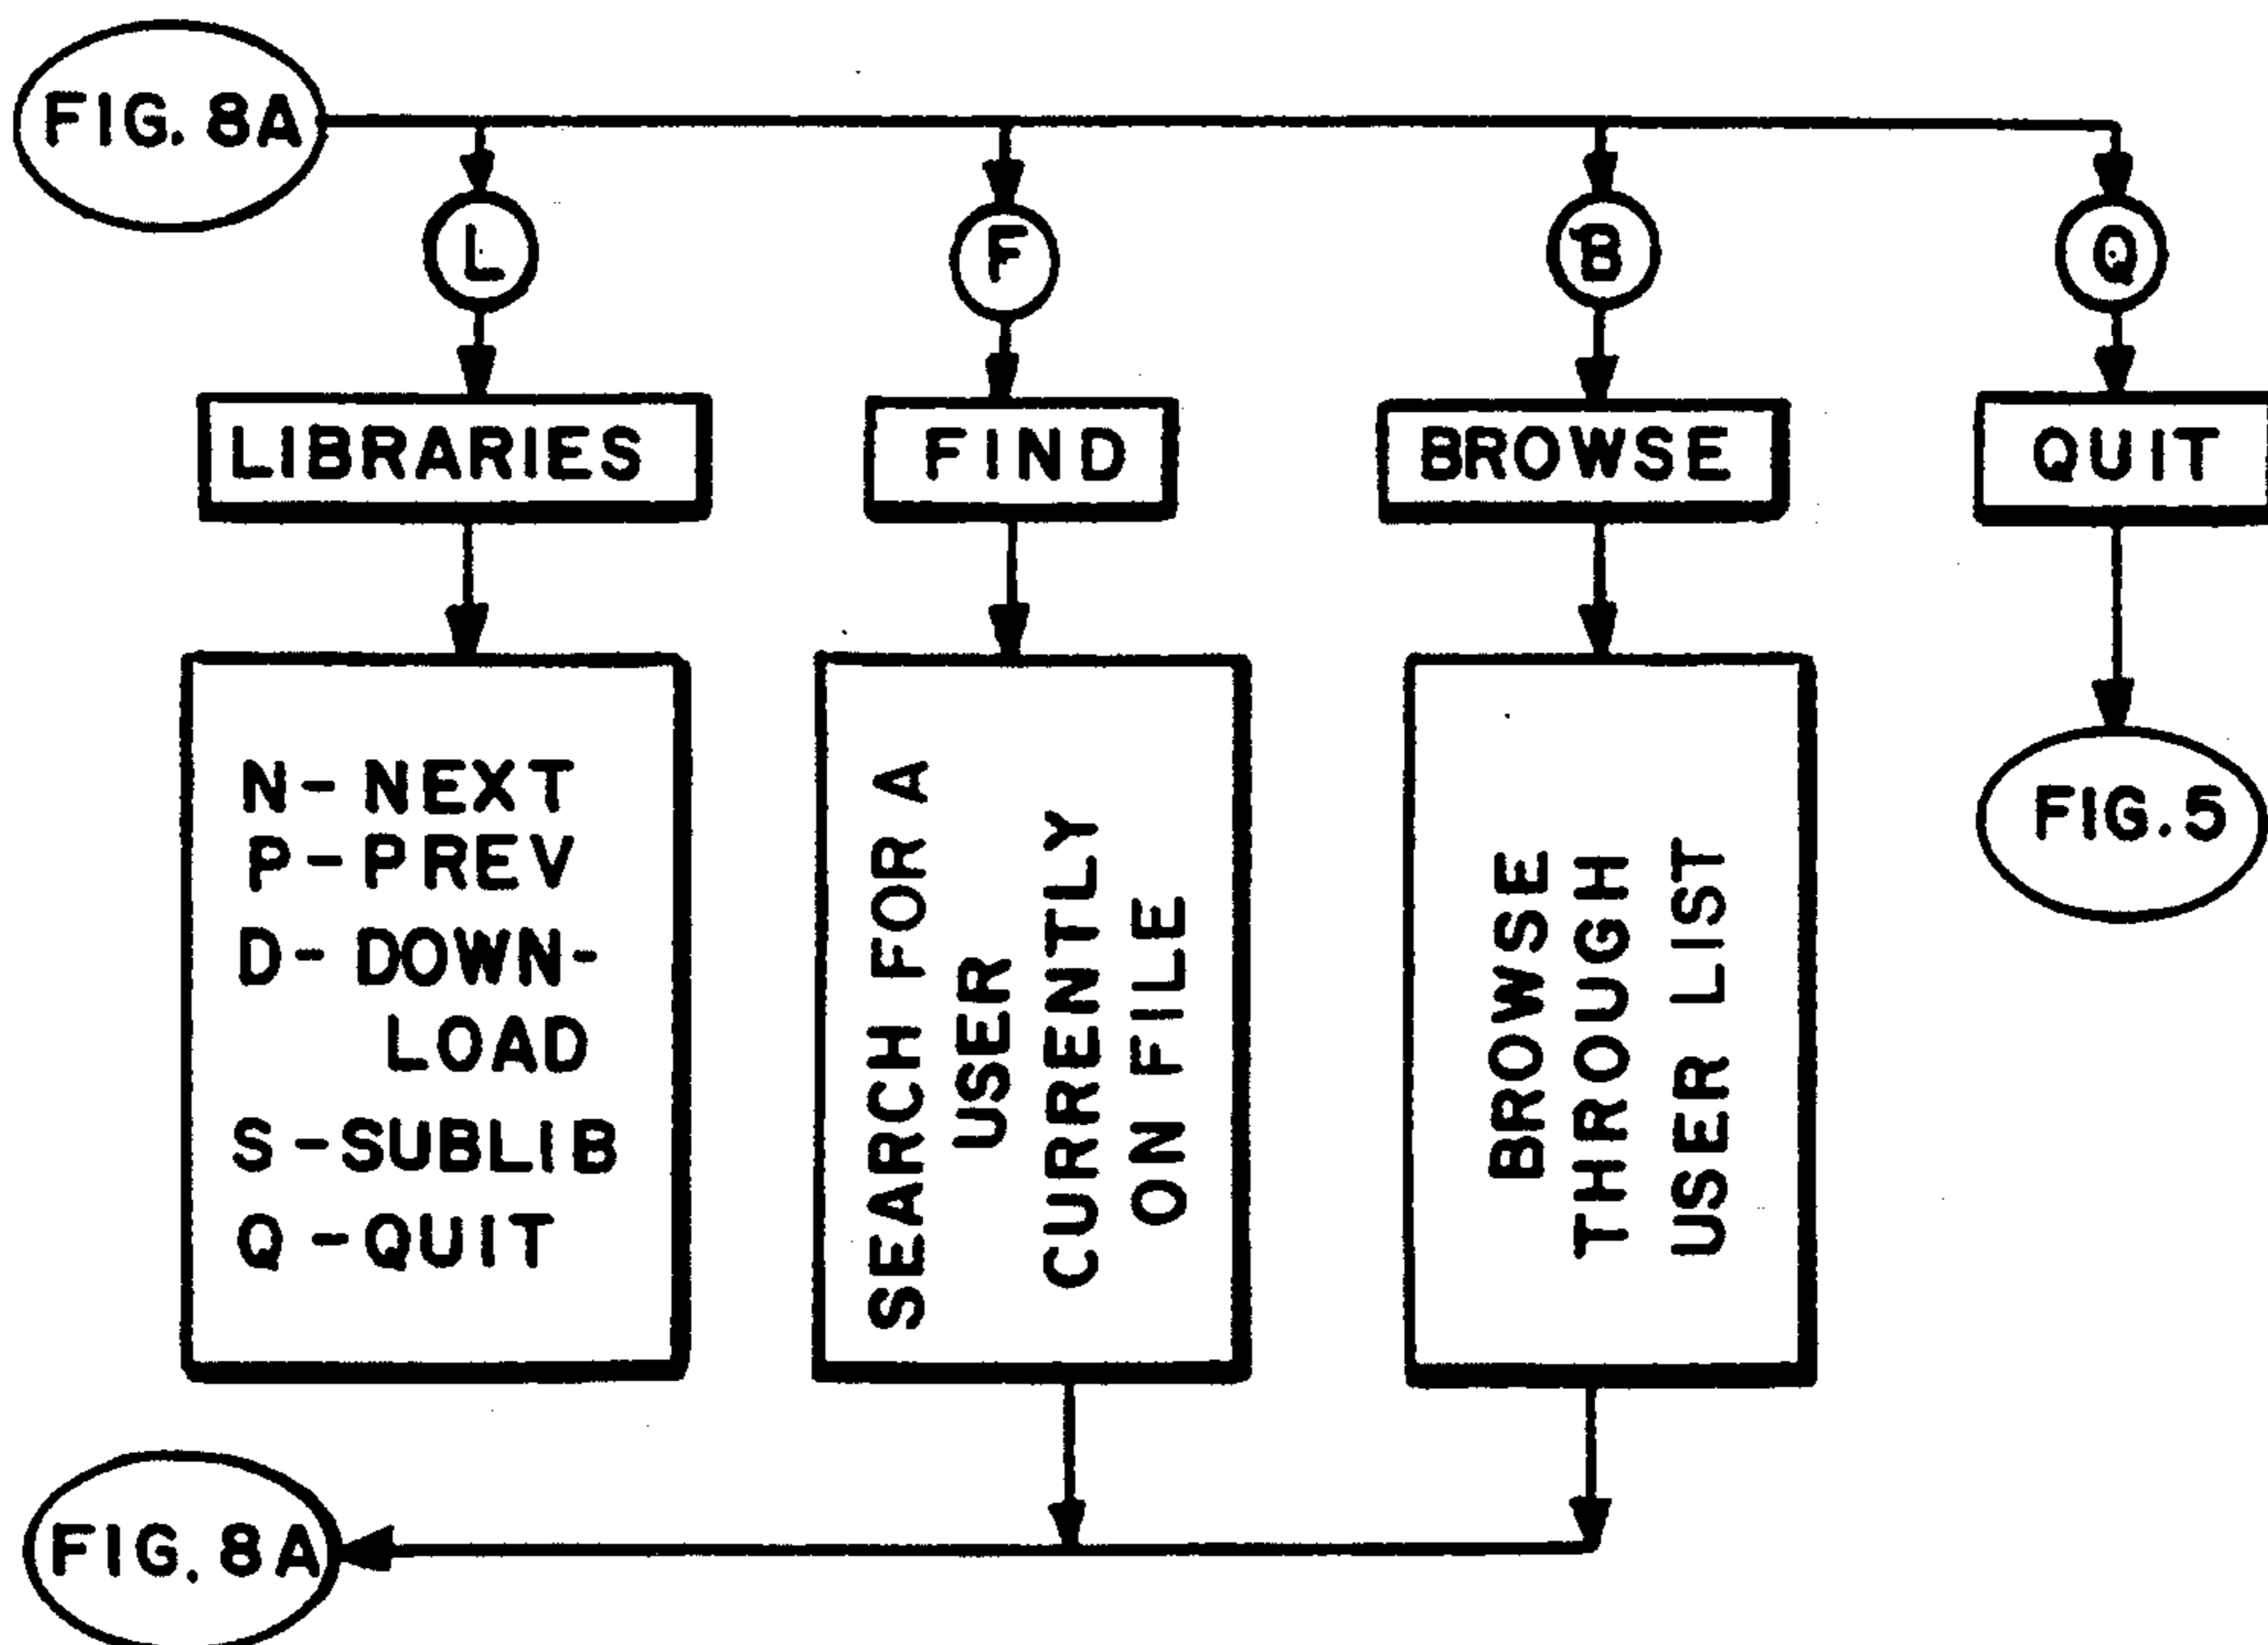 FIG. 8A
L
F
B
Q
LIBRARIES
FIND
BROWSE
QUIT
N - NEXT
P - PREV
D - DOWN-
LOAD
S - SUBLIB
Q - QUIT
SEARCH FOR A
USER
CURRENTLY
ON FILE
BROWSE
THROUGH
USER LIST
FIG. 5
FIG. 8A